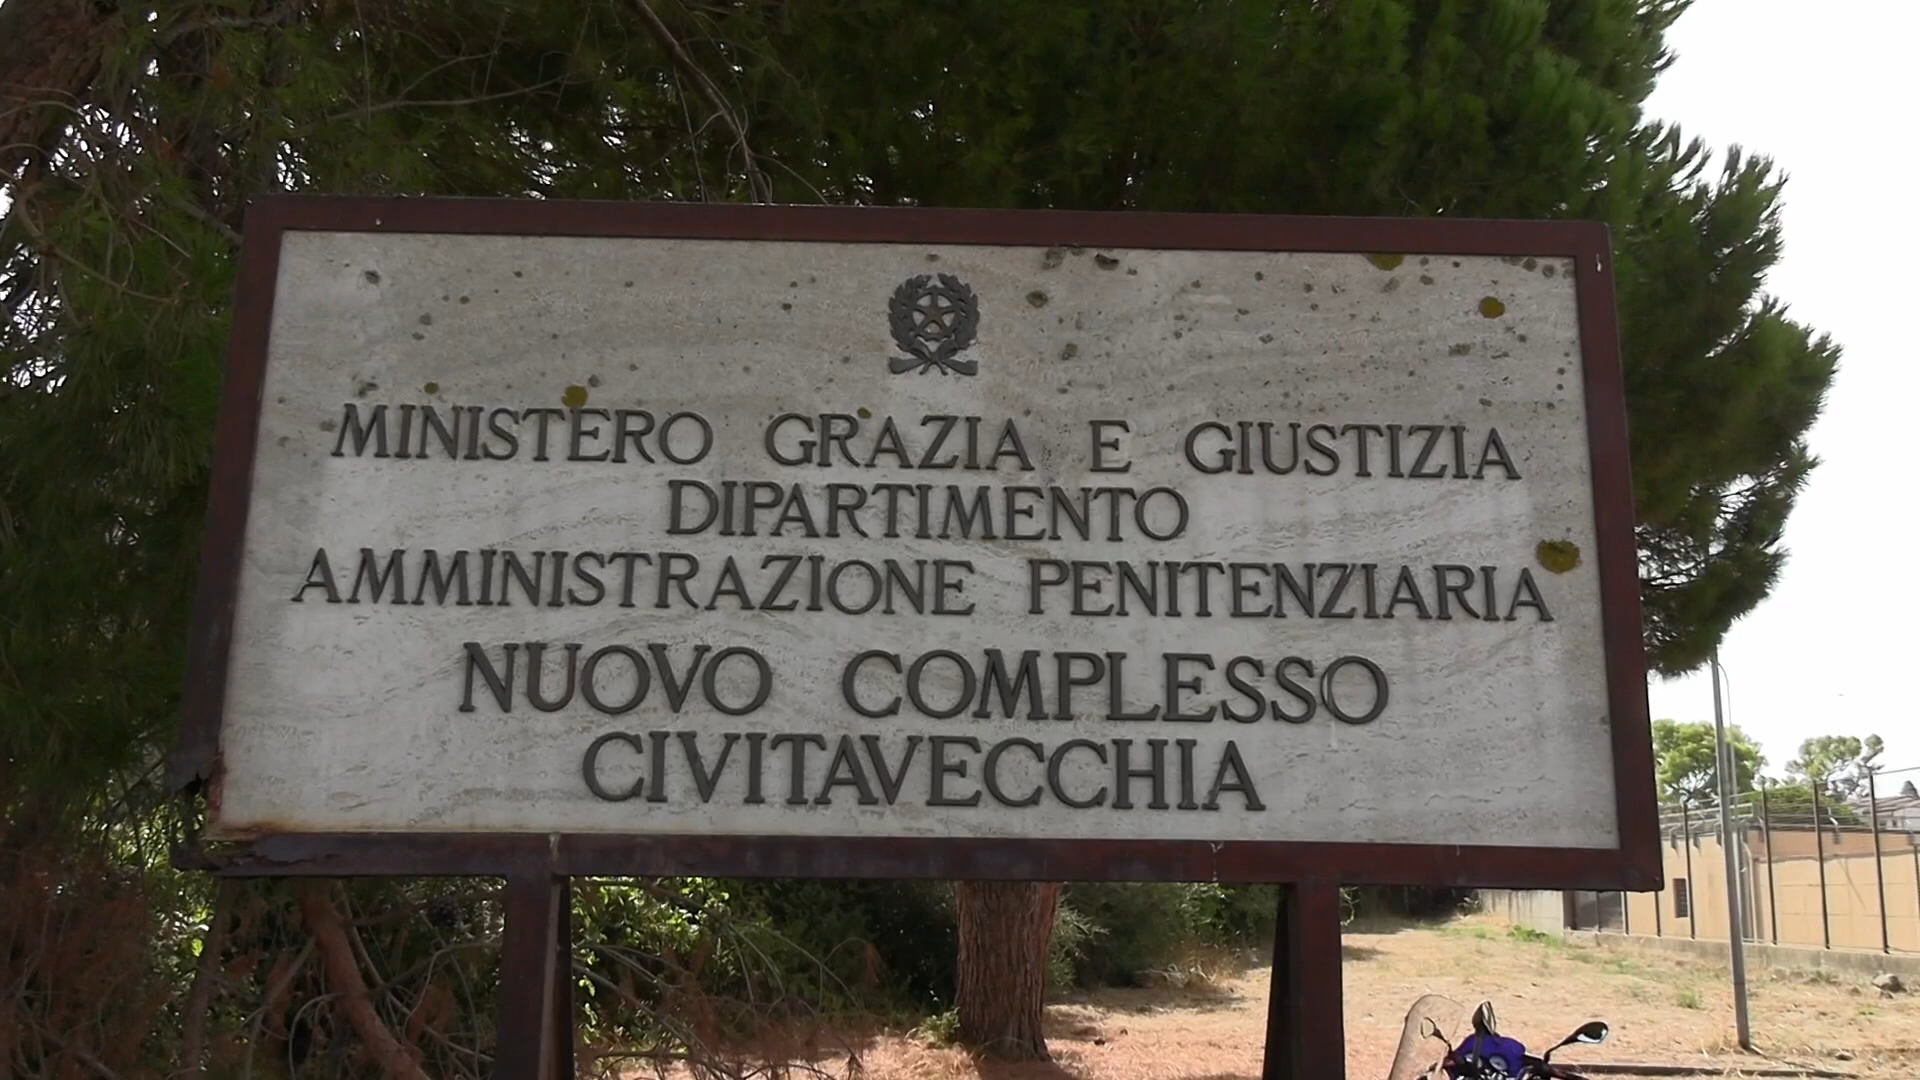 MINISTERO GRAZIA E GIUSTIZIA
DIPARTIMENTO
AMMINISTRAZIONE PENITENZIARIA
NUOVO COMPLESSO
CIVITAVECCHIA